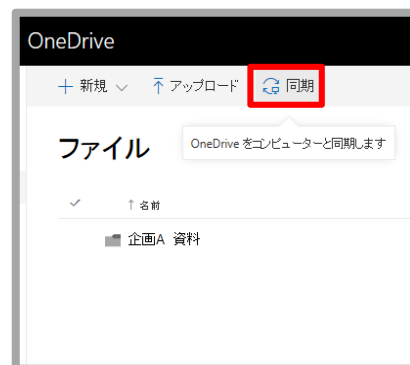 OneDrive
＋ 新規 アップロード 同期
OneDrive をコンピューターと同期します
ファイル
↑ 名前
企画A 資料